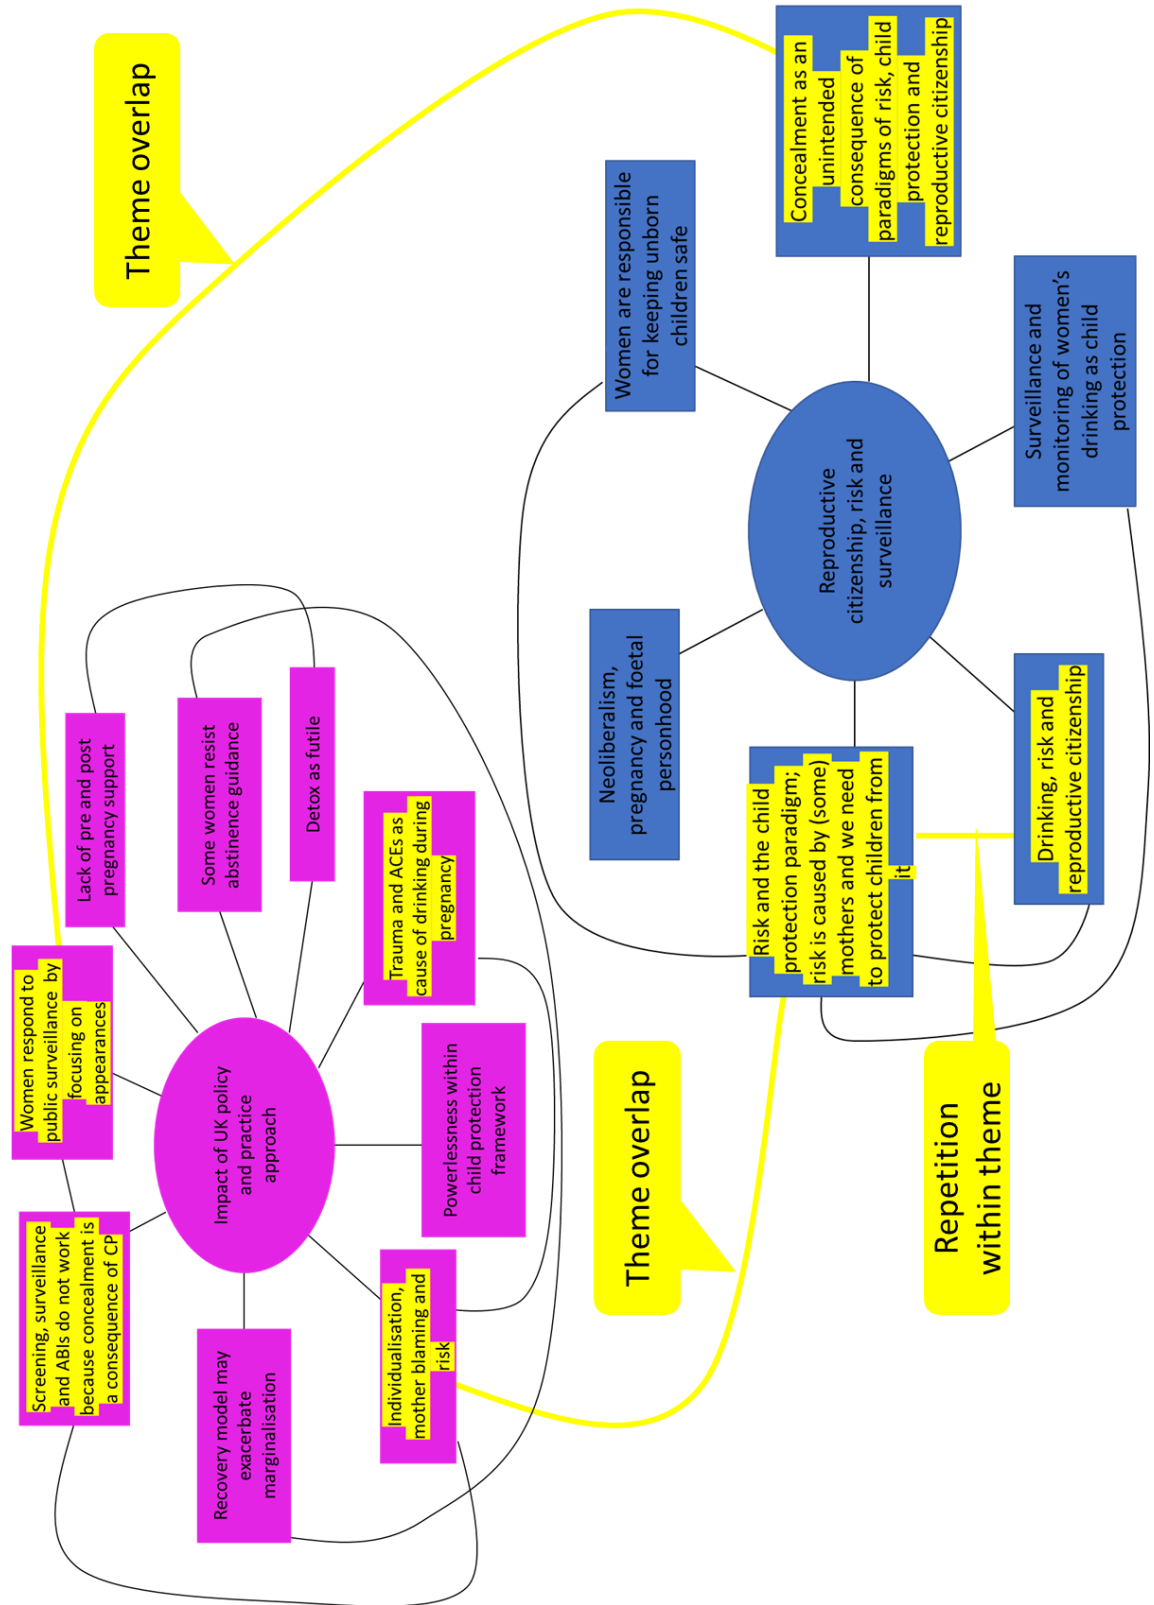 Screening, surveillance
and ABIs do not work
because concealment is
a consequence of CP
Women respond to
public surveillance by
focusing on
appearances
Lack of pre and post
pregnancy support
Some women resist
abstinence guidance
Detox as futile
Trauma and ACEs as
cause of drinking during
pregnancy
Powerlessness within
child protection
framework
Individualisation,
mother blaming and
risk
Recovery model may
exacerbate
marginalisation
Impact of UK policy
and practice
approach
Theme overlap
Theme overlap
Repetition
within theme
Neoliberalism,
pregnancy and foetal
personhood
Women are responsible
for keeping unborn
children safe
Concealment as an
unintended
consequence of
paradigms of risk, child
protection and
reproductive citizenship
Risk and the child
protection paradigm;
risk is caused by (some)
mothers and we need
to protect children from
it
Reproductive
citizenship, risk and
surveillance
Drinking, risk and
reproductive citizenship
Surveillance and
monitoring of women's
drinking as child
protection